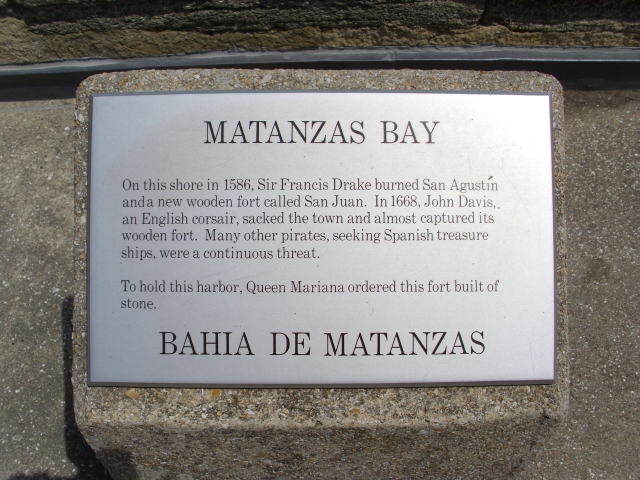 MATANZAS BAY
On this shore in 1586, Sir Francis Drake burned San Agustín
and a new wooden fort called San Juan. In 1668, John Davis,
an English corsair, sacked the town and almost captured its
wooden fort. Many other pirates, seeking Spanish treasure
ships, were a continuous threat.
To hold this harbor, Queen Mariana ordered this fort built of
stone.
BAHIA DE MATANZAS